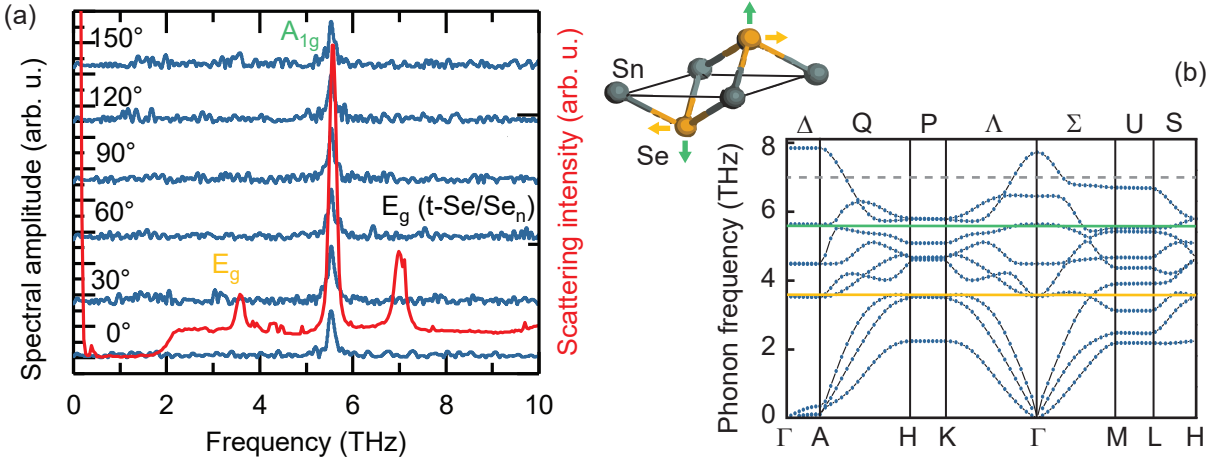 (a)
Spectral amplitude (arb. u.)
150°
120°
90°
60°
30°
0°
A1g
Eg
Eg (t-Se/Sen)
Scattering intensity (arb. u.)
0 2 4 6 8 10
Frequency (THz)
Sn
Se
(b)
Δ Q P Λ Σ U S
Phonon frequency (THz)
8
6
4
2
0
Γ A H K Γ M L H